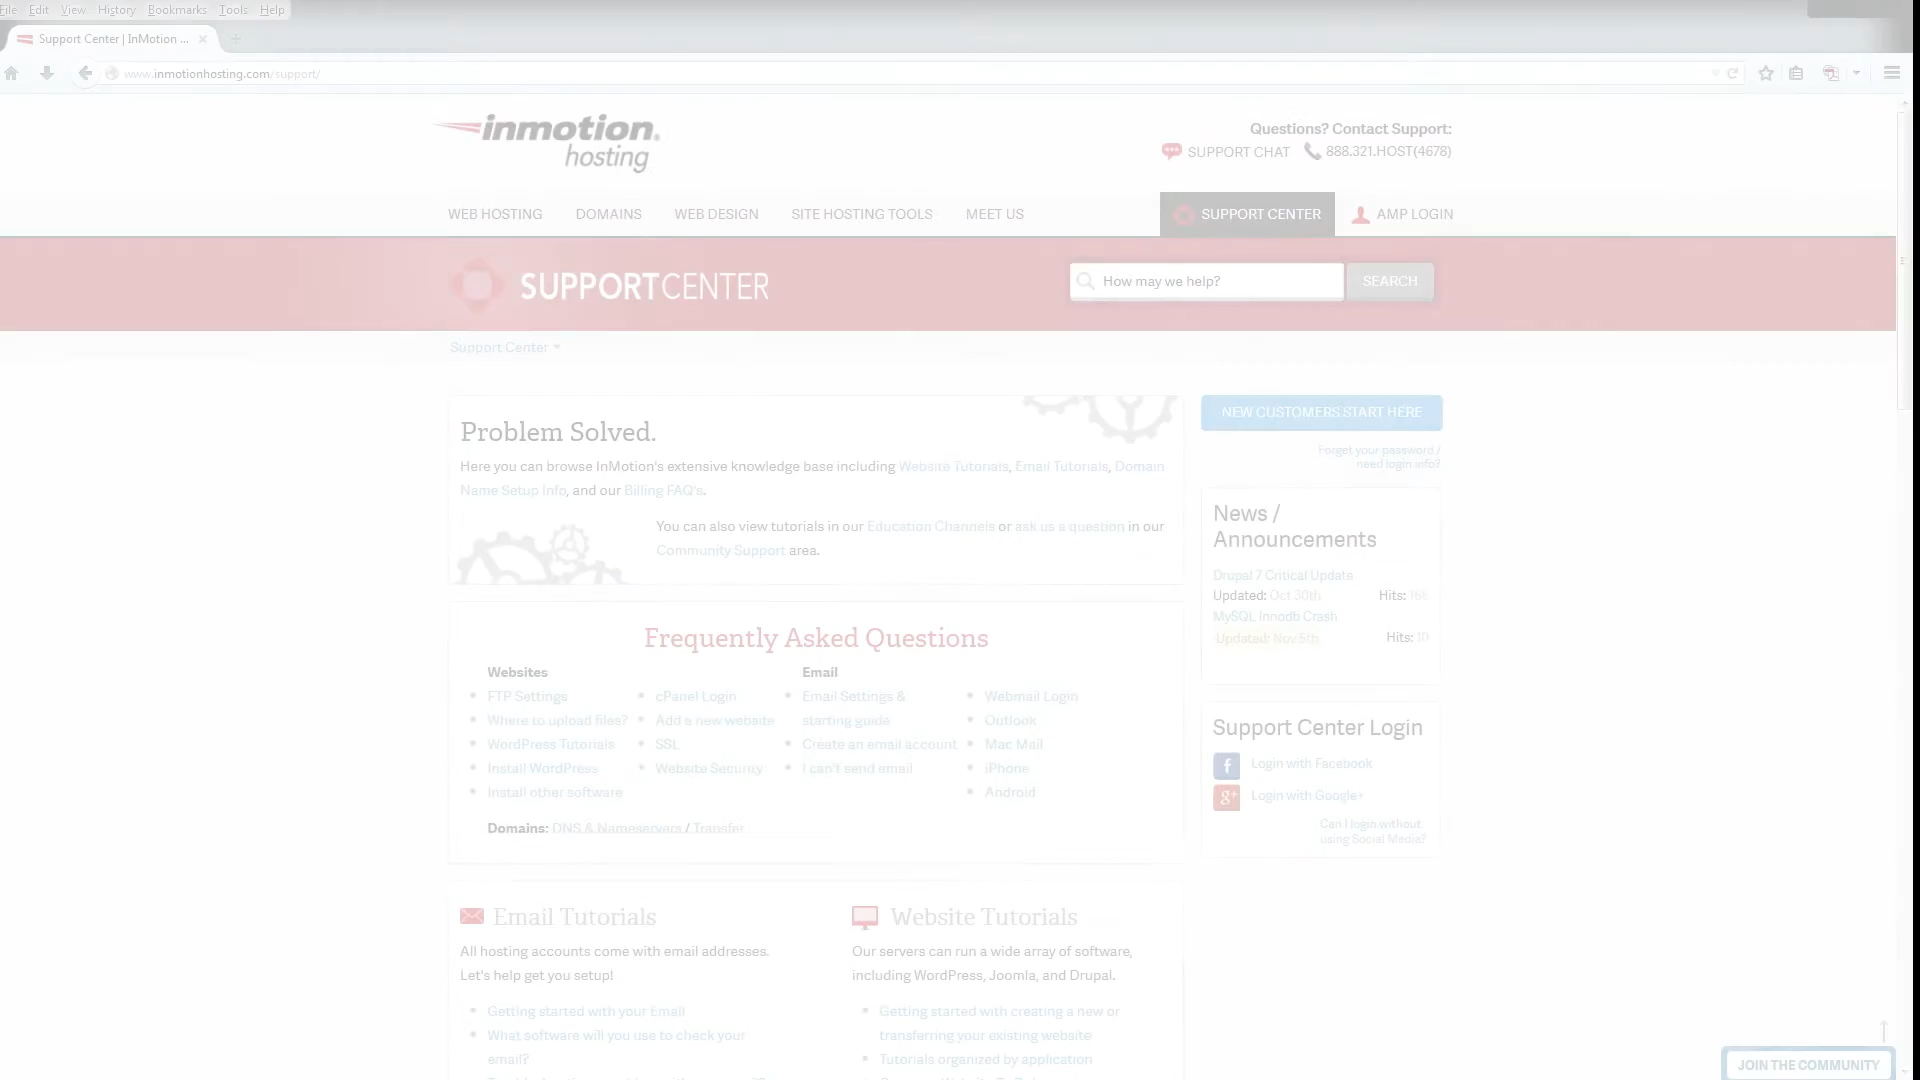 File Edit View History Bookmarks Tools Help
Support Center | InMotion ...
www.inmotionhosting.com/support/
inmotion
hosting
Questions? Contact Support:
SUPPORT CHAT 888.321.HOST(4678)
WEB HOSTING DOMAINS WEB DESIGN SITE HOSTING TOOLS MEET US SUPPORT CENTER AMP LOGIN
SUPPORTCENTER
How may we help? SEARCH
Support Center
Problem Solved.
Here you can browse InMotion's extensive knowledge base including Website Tutorials, Email Tutorials, Domain
Name Setup Info, and our Billing FAQ's.
You can also view tutorials in our Education Channels or ask us a question in our
Community Support area.
NEW CUSTOMERS START HERE
Forget your password /
need login info?
News /
Announcements
Drupal 7 Critical Update
Updated: Oct 30th Hits:
MySQL Innodb Crash
Updated: Nov 5th Hits: 10
Frequently Asked Questions
Websites
FTP Settings
Where to upload files?
WordPress Tutorials
Install WordPress
Install other software
cPanel Login
Add a new website
SSL
Website Security
Email
Email Settings &
starting guide
Create an email account
I can't send email
Webmail Login
Outlook
Mac Mail
iPhone
Android
Domains: DNS & Nameservers / Transfer
Support Center Login
Login with Facebook
Login with Google+
Can I login without
using Social Media?
Email Tutorials
All hosting accounts come with email addresses.
Let's help get you setup!
Getting started with your Email
What software will you use to check your
email?
Website Tutorials
Our servers can run a wide array of software,
including WordPress, Joomla, and Drupal.
Getting started with creating a new or
transferring your existing website
Tutorials organized by application
JOIN THE COMMUNITY